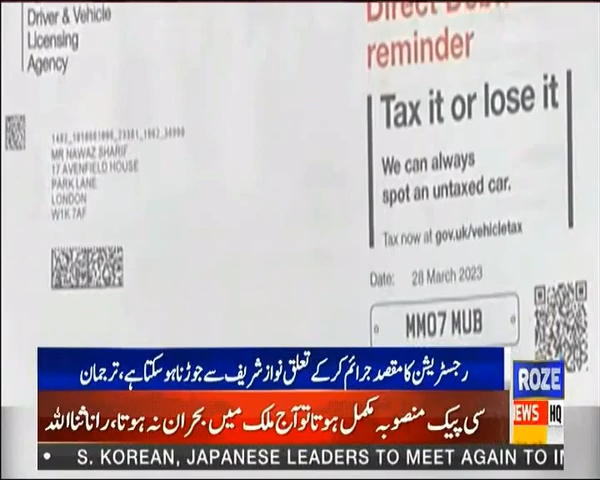 Driver & Vehicle
Licensing
Agency
MR NAWAZ SHARIF
17 AVENFIELD HOUSE
PARK LANE
LONDON
W1K 7AF
Direct
reminder
Tax it or lose it
We can always
spot an untaxed car.
Tax now at gov.uk/vehicletax
Date: 28 March 2023
MM07 MUB
رجسٹریشن کا مقصد جرائم کر کے تعلق نواز شریف سے جوڑنا ہو سکتا ہے، ترجمان
سی پیک منصوبہ مکمل ہوتا تو آج ملک میں بحران نہ ہوتا، رانا ثنا اللہ
ROZE
NEWS HQ
• S. KOREAN, JAPANESE LEADERS TO MEET AGAIN TO